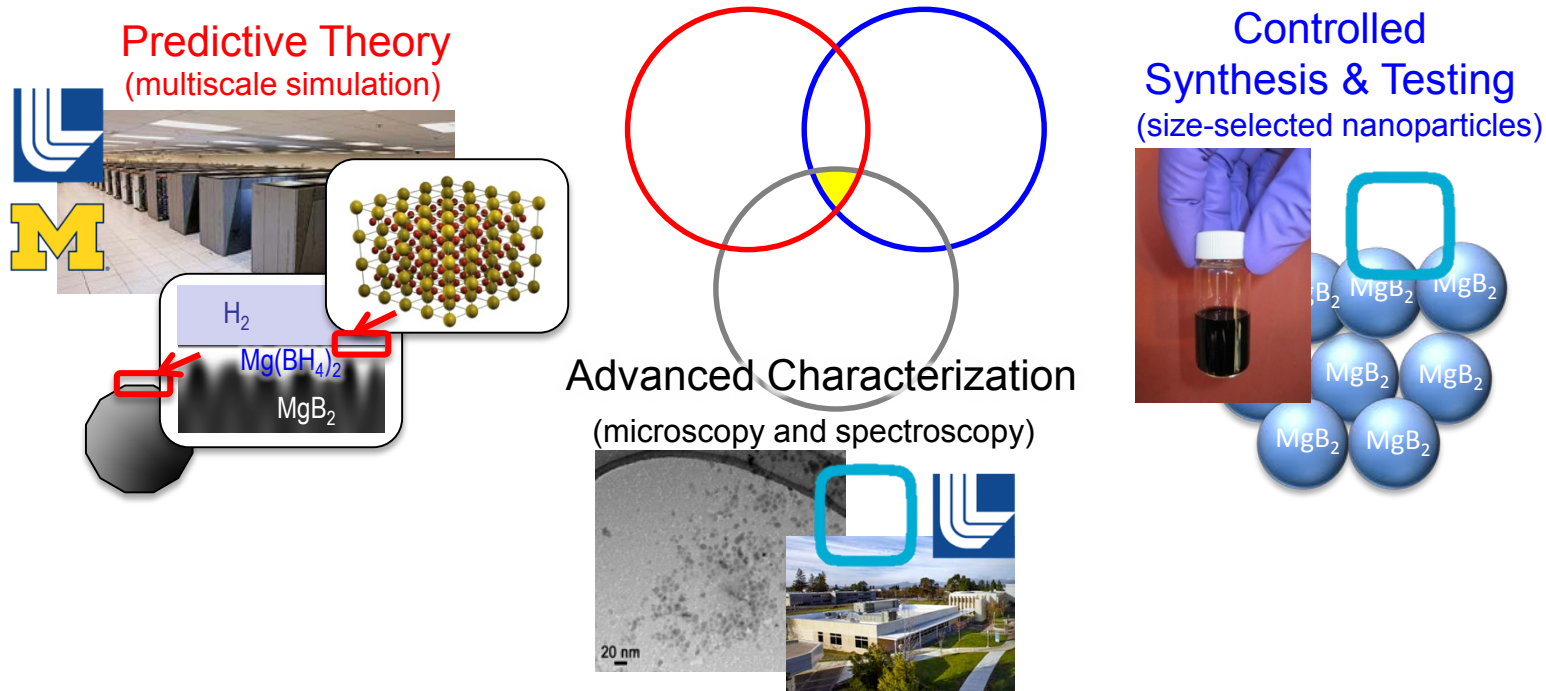 Predictive Theory
(multiscale simulation)
M
H₂
Mg(BH₄)₂
MgB₂
Advanced Characterization
(microscopy and spectroscopy)
20 nm
Controlled
Synthesis & Testing
(size-selected nanoparticles)
gB₂
MgB₂
MgB₂
MgB₂
MgB₂
MgB₂
MgB₂